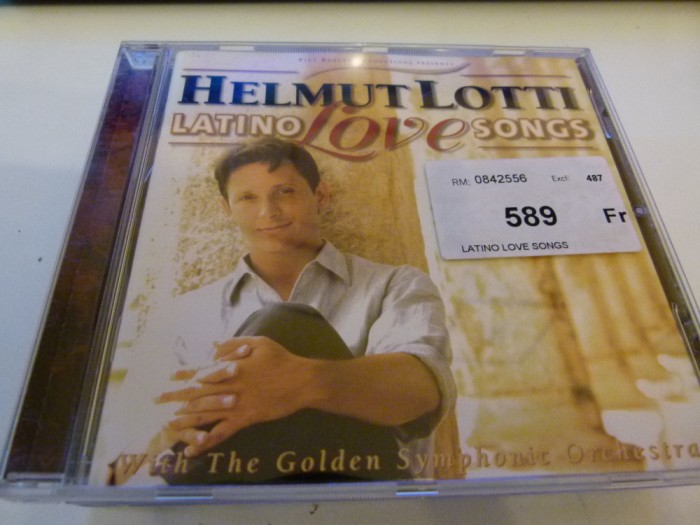 HELMUT LOTTI
LATINO Love SONGS
RM: 0842556 Excl: 487
589 Fr
LATINO LOVE SONGS
With The Golden Symphonic Orchestra